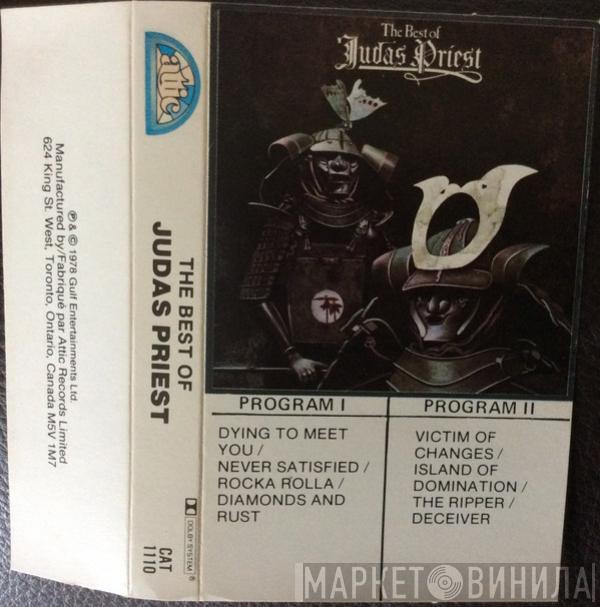 The Best of
Judas Priest
attic
THE BEST OF
JUDAS PRIEST
DOLBY SYSTEM ®
CAT
1110
℗ & © 1978 Gulf Entertainments Ltd.
Manufactured by/Fabriqué par Attic Records Limited
624 King St. West, Toronto, Ontario, Canada M5V 1M7
PROGRAM I
DYING TO MEET
YOU /
NEVER SATISFIED /
ROCKA ROLLA /
DIAMONDS AND
RUST
PROGRAM II
VICTIM OF
CHANGES /
ISLAND OF
DOMINATION /
THE RIPPER /
DECEIVER
МАРКЕТ ВИНИЛА